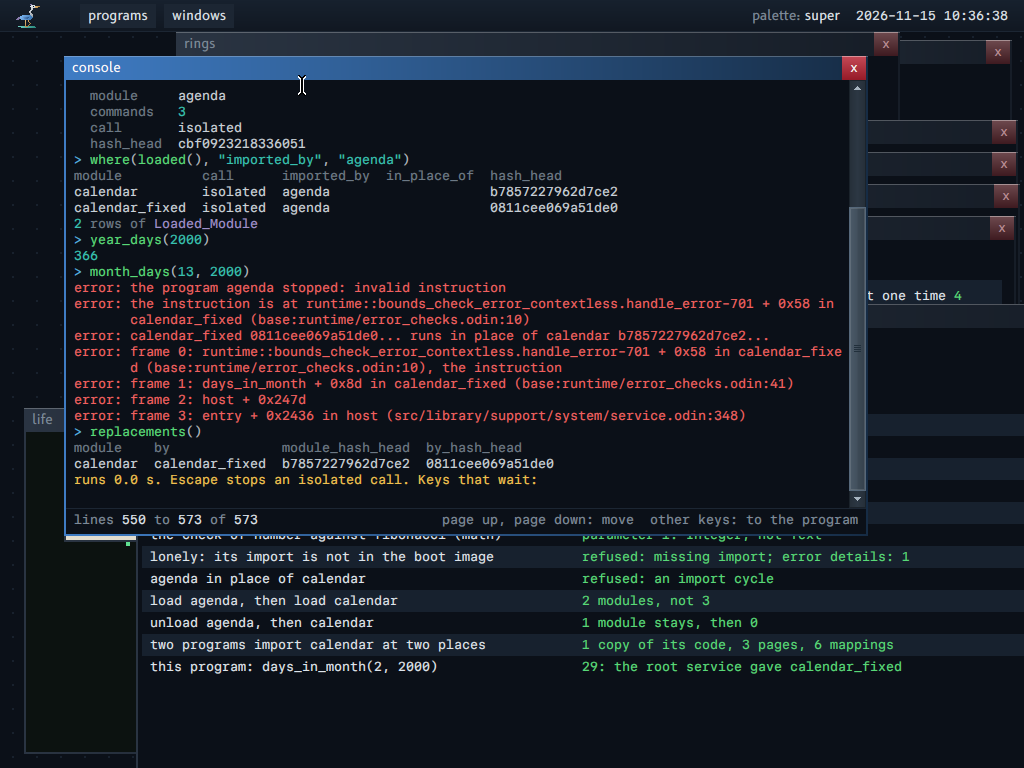 programs windows palette: super 2026-11-15 10:36:38
rings x
x
console x
module agenda
commands 3
call isolated
hash_head cbf0923218336051
> where(loaded(), "imported_by", "agenda")
module call imported_by in_place_of hash_head
calendar isolated agenda b7857227962d7ce2
calendar_fixed isolated agenda 0811cee069a51de0
2 rows of Loaded_Module
> year_days(2000)
366
> month_days(13, 2000)
error: the program agenda stopped: invalid instruction
error: the instruction is at runtime::bounds_check_error_contextless.handle_error-701 + 0x58 in
calendar_fixed (base:runtime/error_checks.odin:10)
error: calendar_fixed 0811cee069a51de0... runs in place of calendar b7857227962d7ce2...
error: frame 0: runtime::bounds_check_error_contextless.handle_error-701 + 0x58 in calendar_fixe
d (base:runtime/error_checks.odin:10), the instruction
error: frame 1: days_in_month + 0x8d in calendar_fixed (base:runtime/error_checks.odin:41)
error: frame 2: host + 0x247d
error: frame 3: entry + 0x2436 in host (src/library/support/system/service.odin:348)
> replacements()
module by module_hash_head by_hash_head
calendar calendar_fixed b7857227962d7ce2 0811cee069a51de0
runs 0.0 s. Escape stops an isolated call. Keys that wait:
lines 550 to 573 of 573 page up, page down: move other keys: to the program
x
x
x
x
t one time 4
life
the check of number against fibonacci (math) parameter 1: integer, not Text
lonely: its import is not in the boot image refused: missing import; error details: 1
agenda in place of calendar refused: an import cycle
load agenda, then load calendar 2 modules, not 3
unload agenda, then calendar 1 module stays, then 0
two programs import calendar at two places 1 copy of its code, 3 pages, 6 mappings
this program: days_in_month(2, 2000) 29: the root service gave calendar_fixed